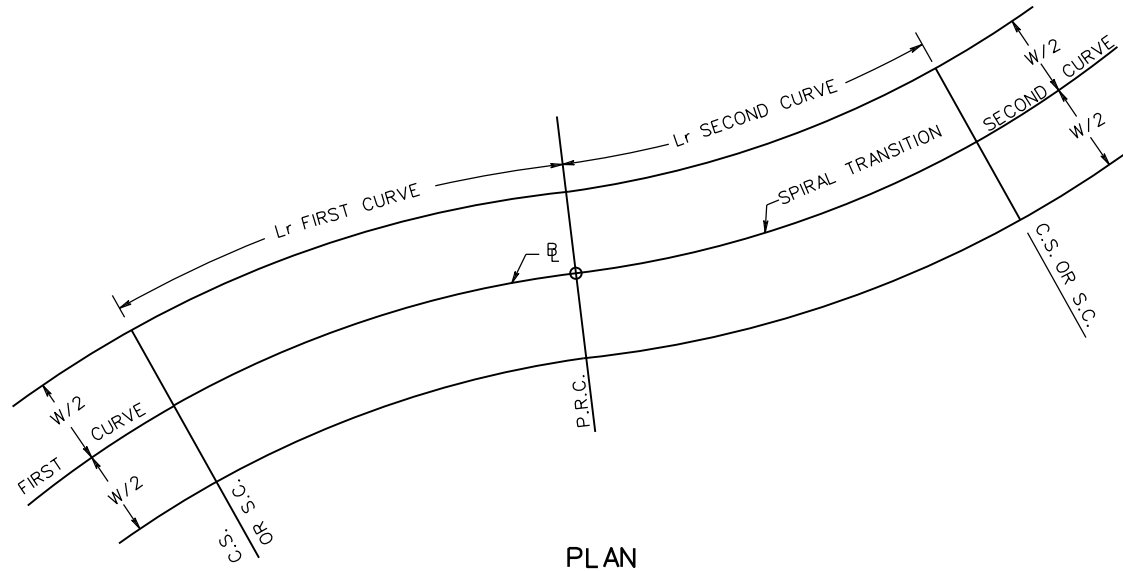 W/2
SECOND CURVE
W/2
Lr SECOND CURVE
SPIRAL TRANSITION
Lr FIRST CURVE
C.S. OR S.C.
W/2
FIRST CURVE
W/2
C.S.
OR S.C.
P.R.C.
PLAN